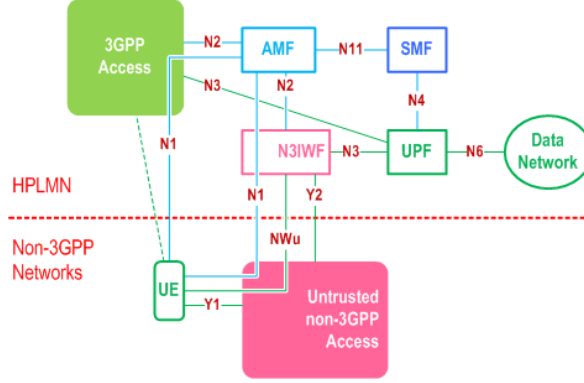 3GPP
Access
N2
AMF
N11
SMF
N3
N2
N4
N1
N3IWF
N3
UPF
N6
Data
Network
HPLMN
N1
Y2
Non-3GPP
Networks
NWu
UE
Y1
Untrusted
non-3GPP
Access